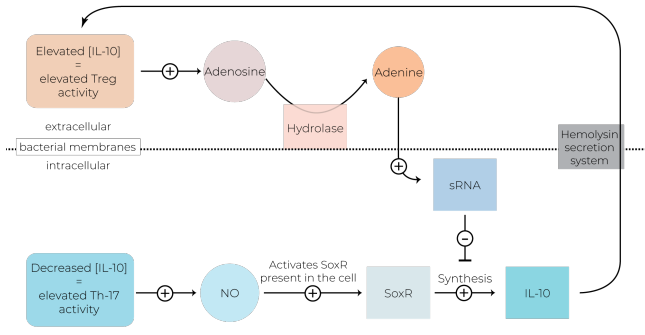 Elevated [IL-10]
=
elevated Treg
activity
+
Adenosine
Hydrolase
Adenine
extracellular
bacterial membranes
intracellular
Hemolysin
secretion
system
+
sRNA
−
Decreased [IL-10]
=
elevated Th-17
activity
+
NO
Activates SoxR
present in the cell
+
SoxR
Synthesis
+
IL-10